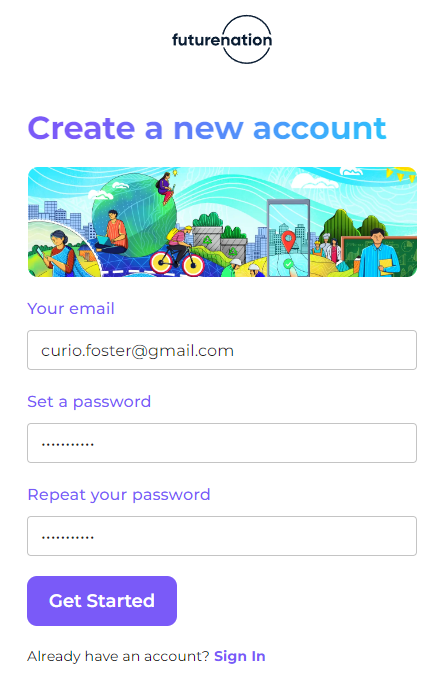 futurenation
Create a new account
Your email
curio.foster@gmail.com
Set a password
•••••••••••
Repeat your password
•••••••••••
Get Started
Already have an account? Sign In